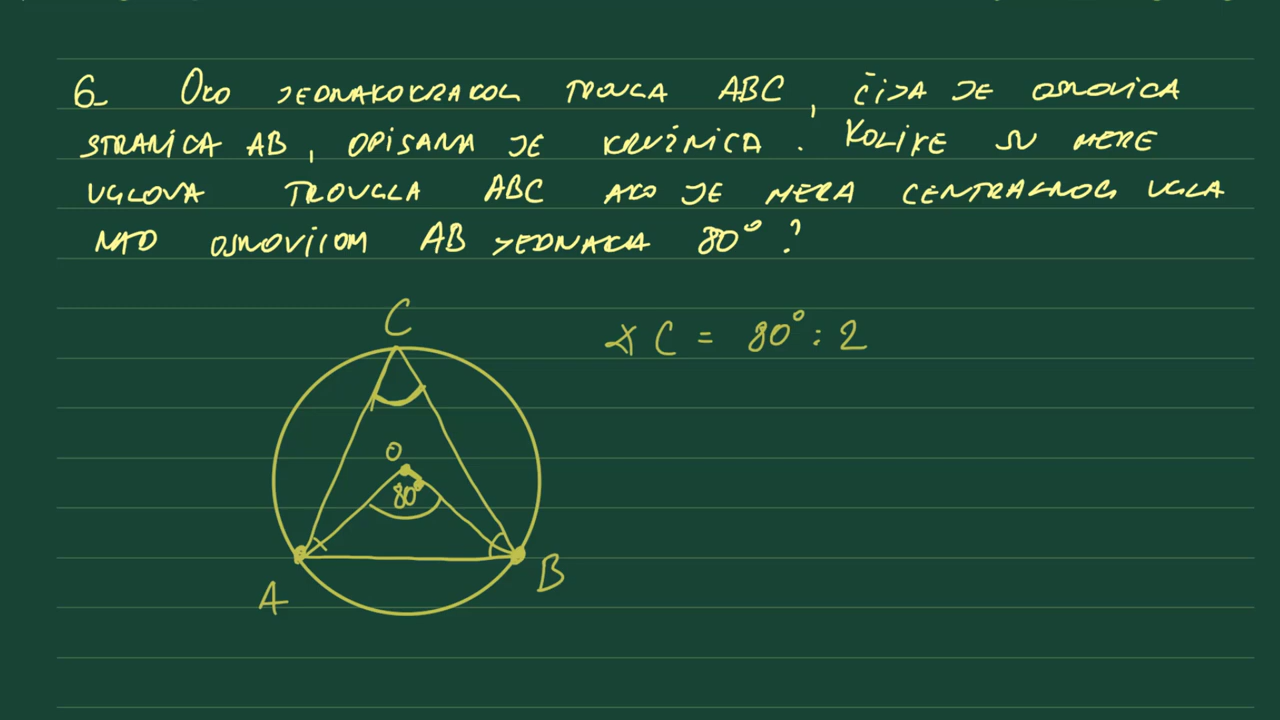 6. OKO JEDNAKOKRAKOG TROUGLA ABC, ČIJA JE OSNOVICA
STRANICA AB, OPISANA JE KRUŽNICA. KOLIKE SU MERE
UGLOVA TROUGLA ABC AKO JE MERA CENTRALNOG UGLA
NAD OSNOVICOM AB JEDNAKA 80°?
C
∢ C = 80° : 2
O
80°
A
B